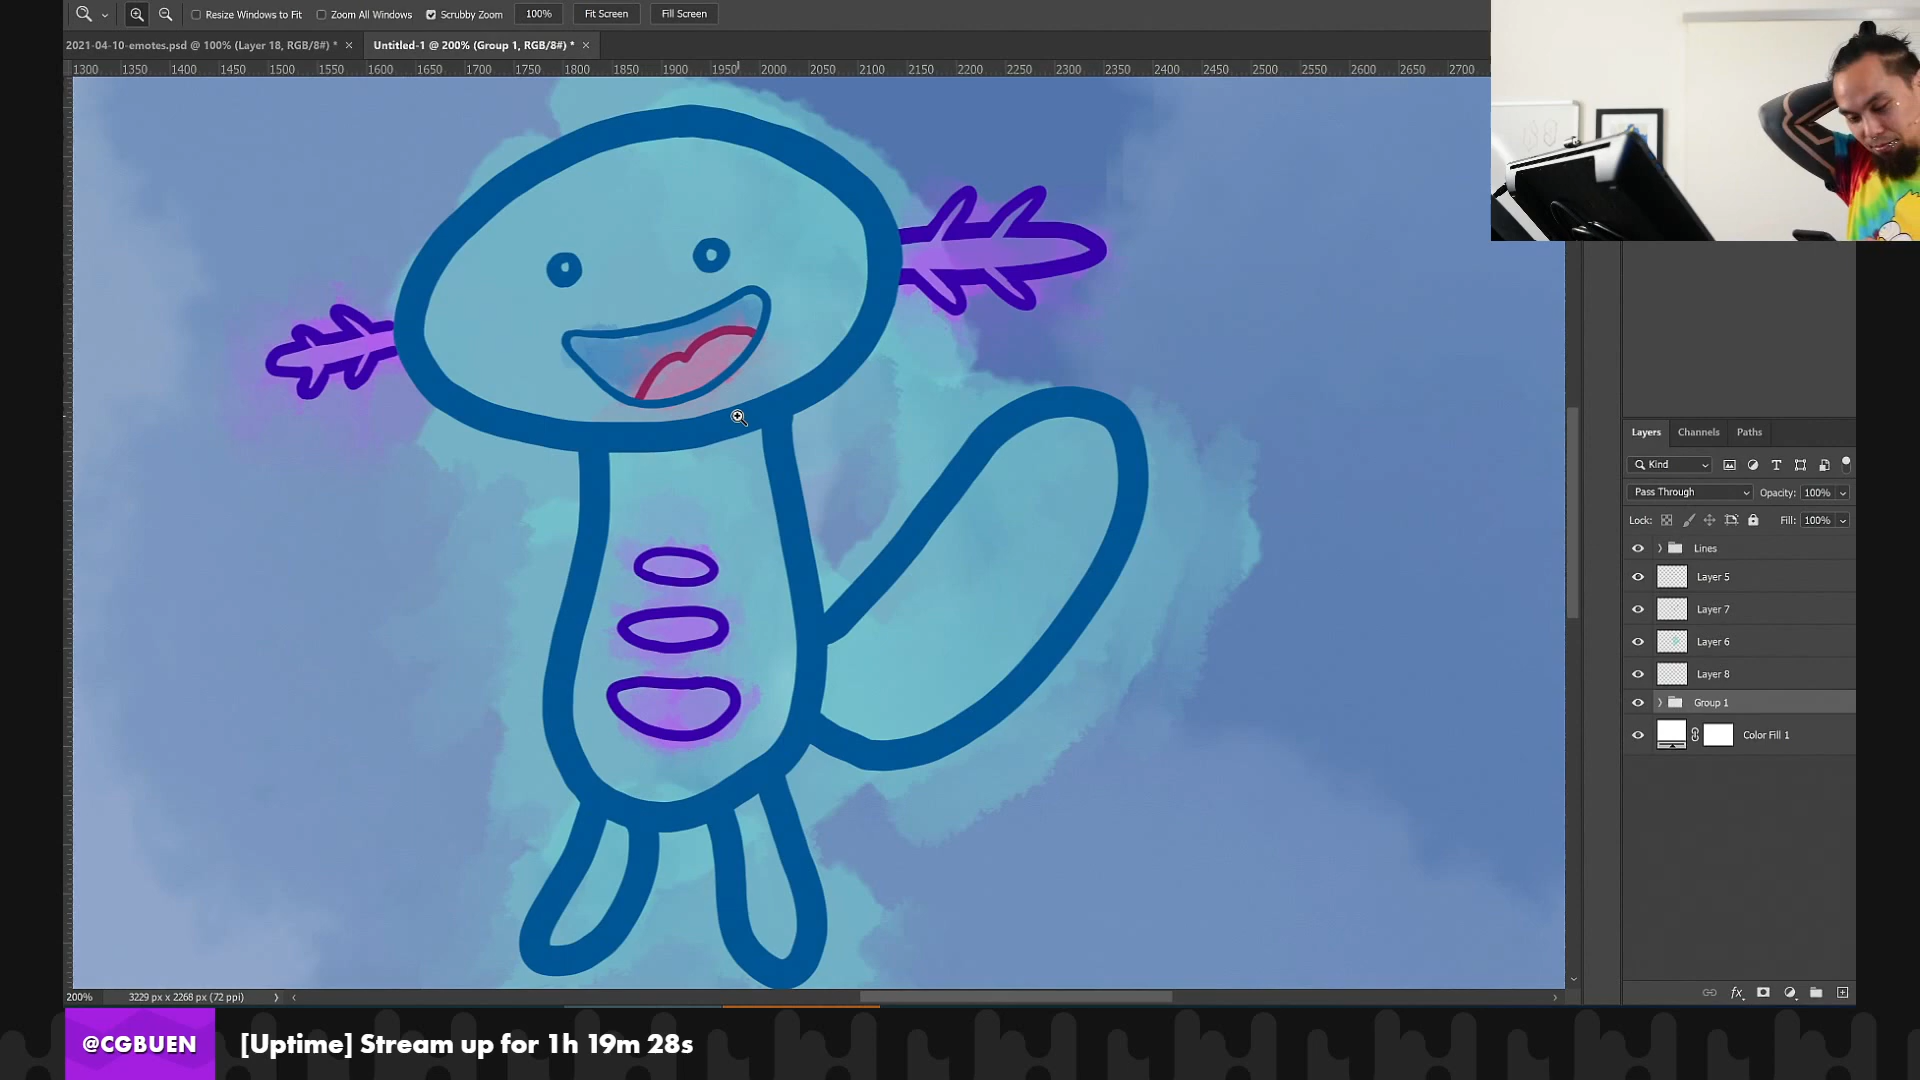 Resize Windows to Fit Zoom All Windows Scrubby Zoom 100% Fit Screen Fill Screen
2021-04-10-emotes.psd @ 100% (Layer 18, RGB/8#) * × Untitled-1 @ 200% (Group 1, RGB/8#) * ×
1300 1350 1400 1450 1500 1550 1600 1650 1700 1750 1800 1850 1900 1950 2000 2050 2100 2150 2200 2250 2300 2350 2400 2450 2500 2550 2600 2650 2700
Layers Channels Paths
Kind
Pass Through Opacity: 100%
Lock: Fill: 100%
Lines
Layer 5
Layer 7
Layer 6
Layer 8
Group 1
Color Fill 1
fx
200% 3229 px x 2268 px (72 ppi)
@CGBUEN [Uptime] Stream up for 1h 19m 28s